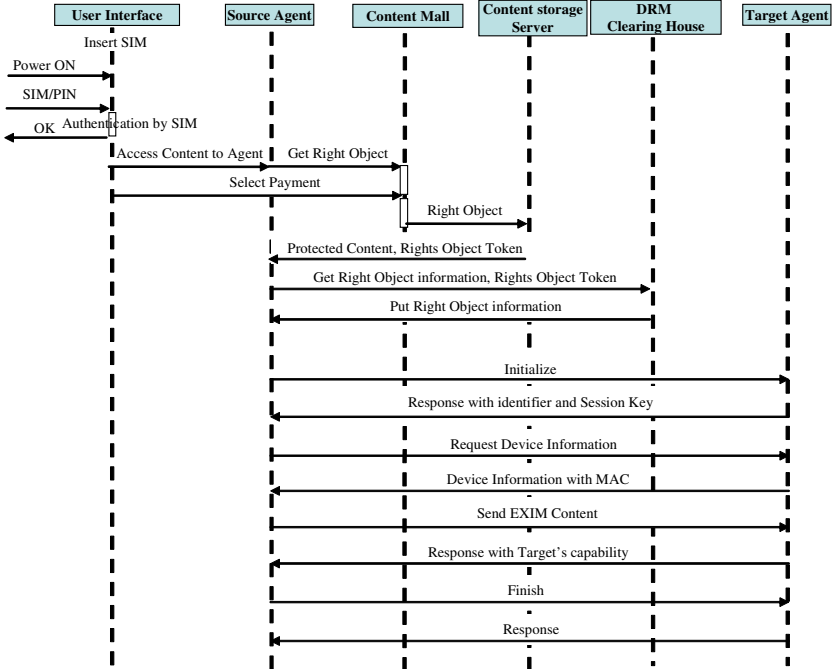 User Interface
Source Agent
Content Mall
Content storage
Server
DRM
Clearing House
Target Agent
Insert SIM
Power ON
SIM/PIN
OK
Authentication by SIM
Access Content to Agent
Get Right Object
Select Payment
Right Object
Protected Content, Rights Object Token
Get Right Object information, Rights Object Token
Put Right Object information
Initialize
Response with identifier and Session Key
Request Device Information
Device Information with MAC
Send EXIM Content
Response with Target's capability
Finish
Response